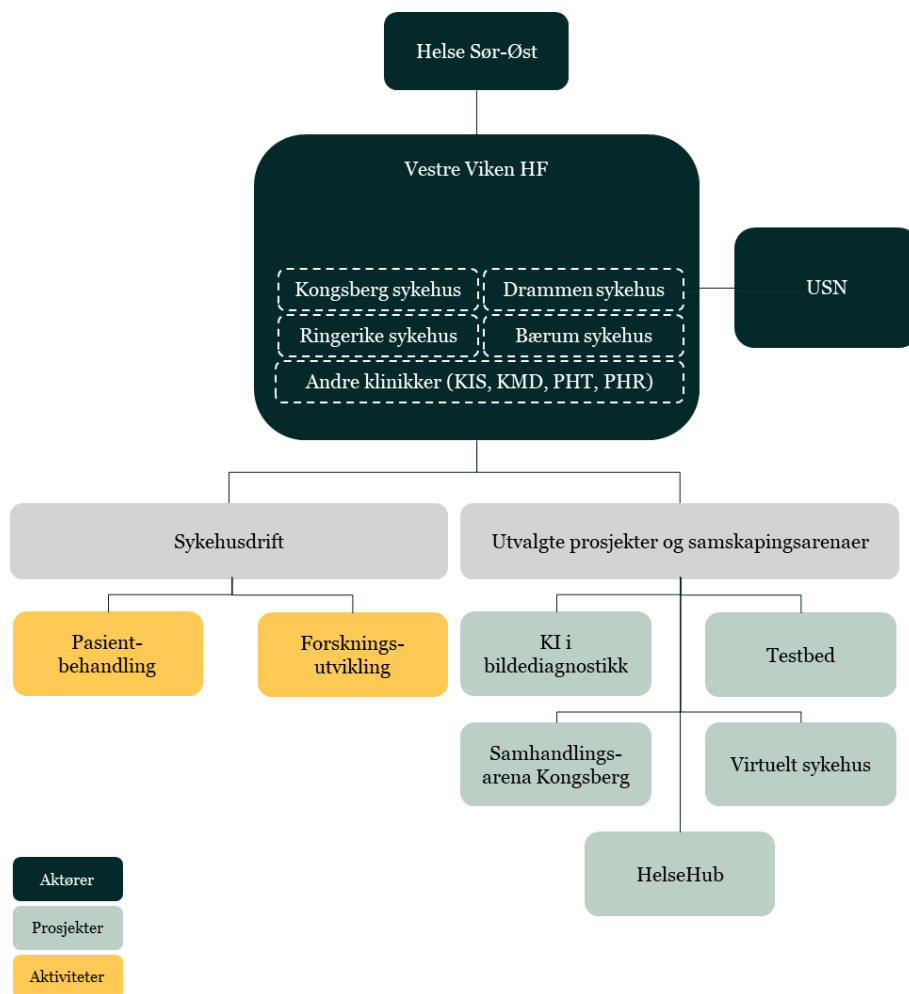 Helse Sør-Øst
Vestre Viken HF
USN
Kongsberg sykehus
Drammen sykehus
Ringerike sykehus
Bærum sykehus
Andre klinikker (KIS, KMD, PHT, PHR)
Sykehusdrift
Utvalgte prosjekter og samskapingsarenaer
Pasient-
behandling
Forsknings-
utvikling
KI i
bildediagnostikk
Testbed
Samhandlings-
arena Kongsberg
Virtuelt sykehus
HelseHub
Aktører
Prosjekter
Aktiviteter